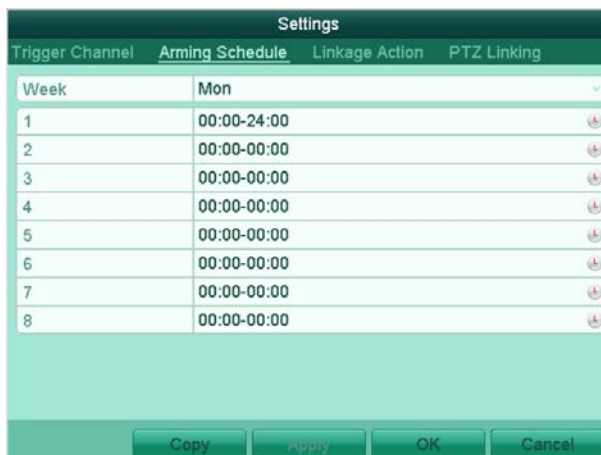 Settings
Trigger Channel Arming Schedule Linkage Action PTZ Linking
Week Mon
1 00:00-24:00
2 00:00-00:00
3 00:00-00:00
4 00:00-00:00
5 00:00-00:00
6 00:00-00:00
7 00:00-00:00
8 00:00-00:00
Copy Apply OK Cancel